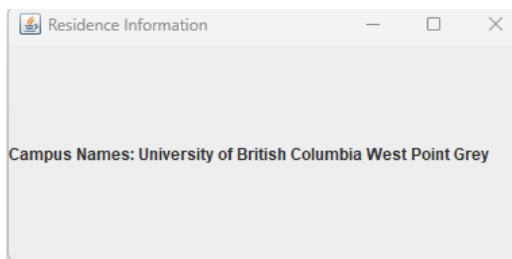 Residence Information
Campus Names: University of British Columbia West Point Grey